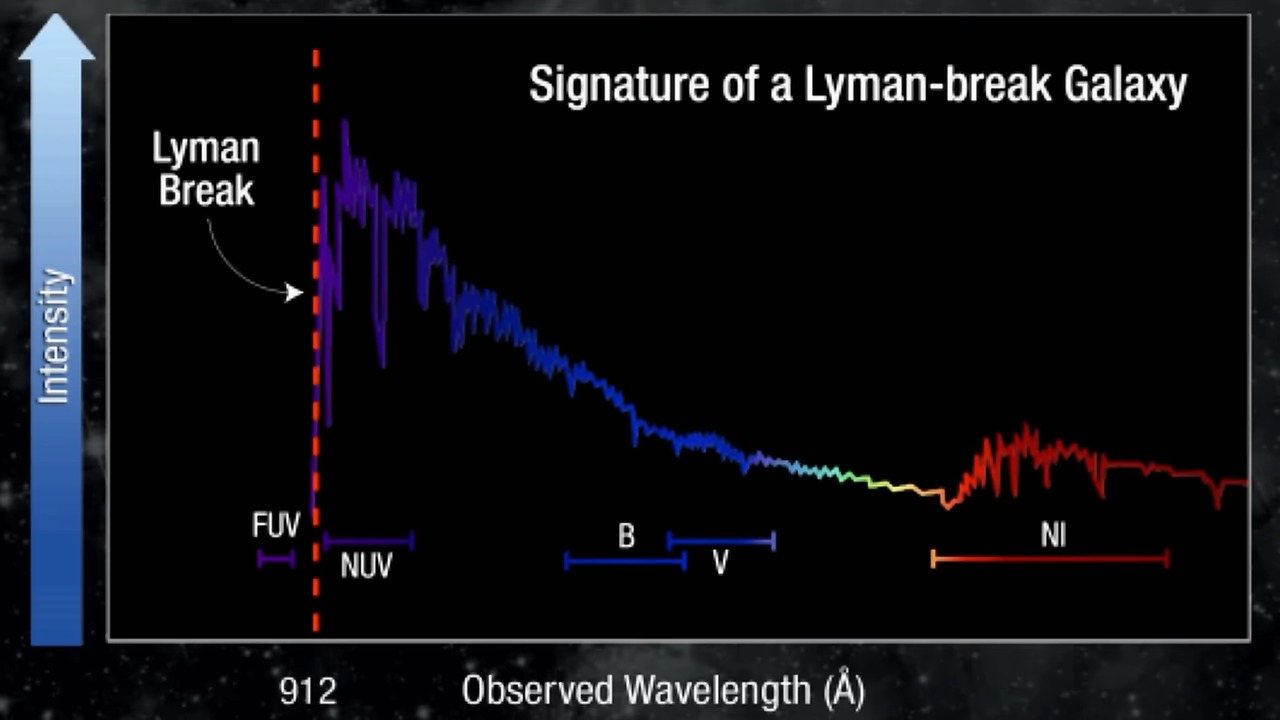 Signature of a Lyman-break Galaxy
Lyman
Break
Intensity
FUV
NUV
B
V
NI
912
Observed Wavelength (Å)